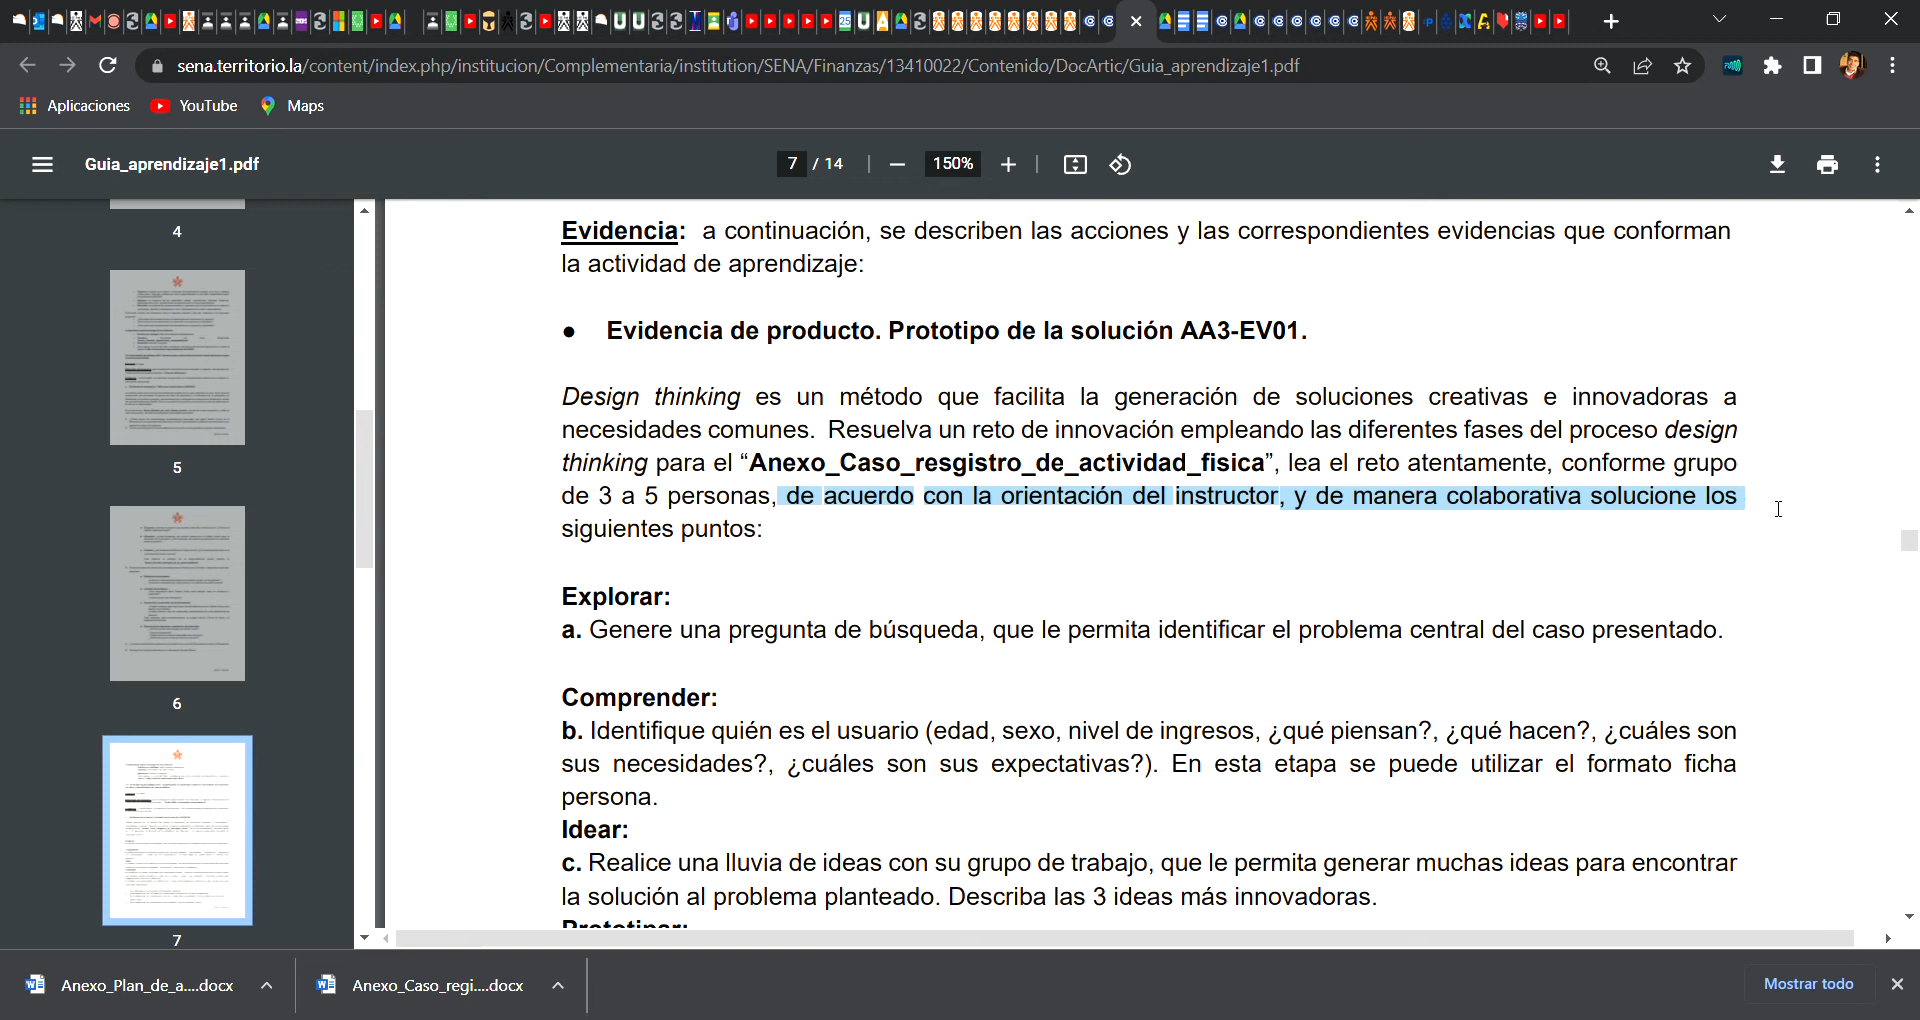 sena.territorio.la/content/index.php/institucion/Complementaria/institution/SENA/Finanzas/13410022/Contenido/DocArtic/Guia_aprendizaje1.pdf
Aplicaciones YouTube Maps
Guia_aprendizaje1.pdf 7 / 14 150%
4
5
6
7
Evidencia: a continuación, se describen las acciones y las correspondientes evidencias que conforman
la actividad de aprendizaje:
● Evidencia de producto. Prototipo de la solución AA3-EV01.
Design thinking es un método que facilita la generación de soluciones creativas e innovadoras a
necesidades comunes. Resuelva un reto de innovación empleando las diferentes fases del proceso design
thinking para el “Anexo_Caso_resgistro_de_actividad_fisica”, lea el reto atentamente, conforme grupo
de 3 a 5 personas, de acuerdo con la orientación del instructor, y de manera colaborativa solucione los
siguientes puntos:
Explorar:
a. Genere una pregunta de búsqueda, que le permita identificar el problema central del caso presentado.
Comprender:
b. Identifique quién es el usuario (edad, sexo, nivel de ingresos, ¿qué piensan?, ¿qué hacen?, ¿cuáles son
sus necesidades?, ¿cuáles son sus expectativas?). En esta etapa se puede utilizar el formato ficha
persona.
Idear:
c. Realice una lluvia de ideas con su grupo de trabajo, que le permita generar muchas ideas para encontrar
la solución al problema planteado. Describa las 3 ideas más innovadoras.
Prototipar:
Anexo_Plan_de_a....docx Anexo_Caso_regi....docx Mostrar todo